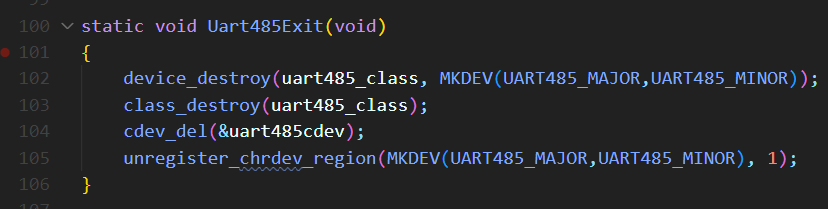 100 static void Uart485Exit(void)
101 {
102 device_destroy(uart485_class, MKDEV(UART485_MAJOR,UART485_MINOR));
103 class_destroy(uart485_class);
104 cdev_del(&uart485cdev);
105 unregister_chrdev_region(MKDEV(UART485_MAJOR,UART485_MINOR), 1);
106 }
107